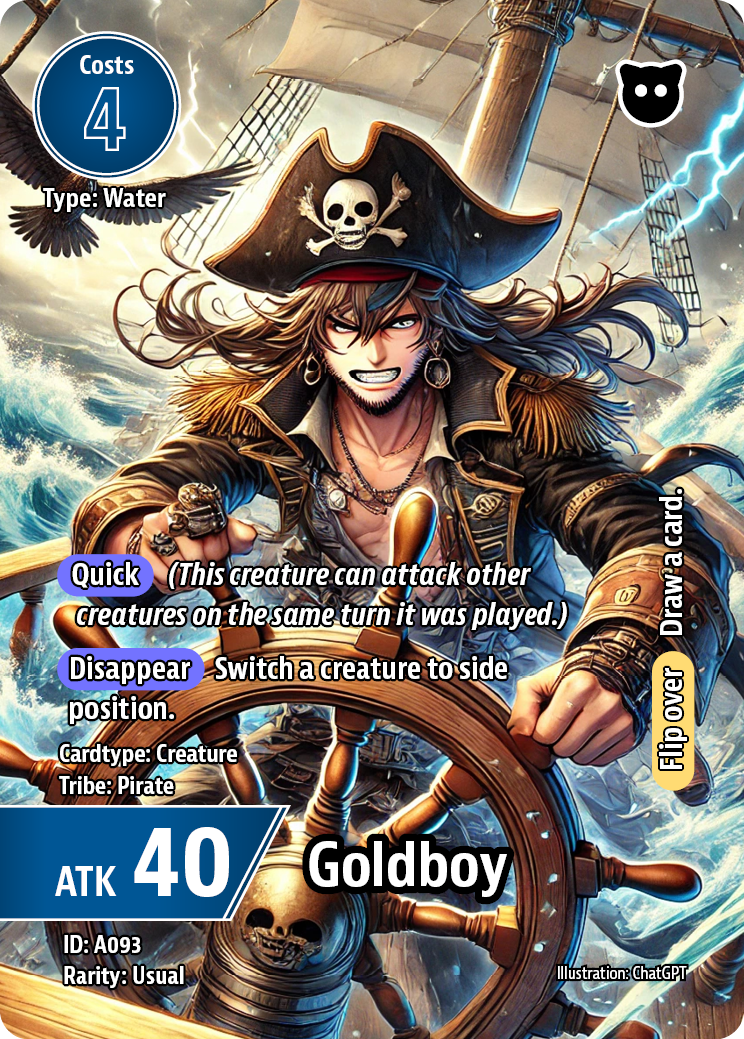 Costs
4
Type: Water
Quick (This creature can attack other
creatures on the same turn it was played.)
Disappear Switch a creature to side
position.
Flip over Draw a card.
Cardtype: Creature
Tribe: Pirate
ATK 40
Goldboy
ID: A093
Rarity: Usual
Illustration: ChatGPT